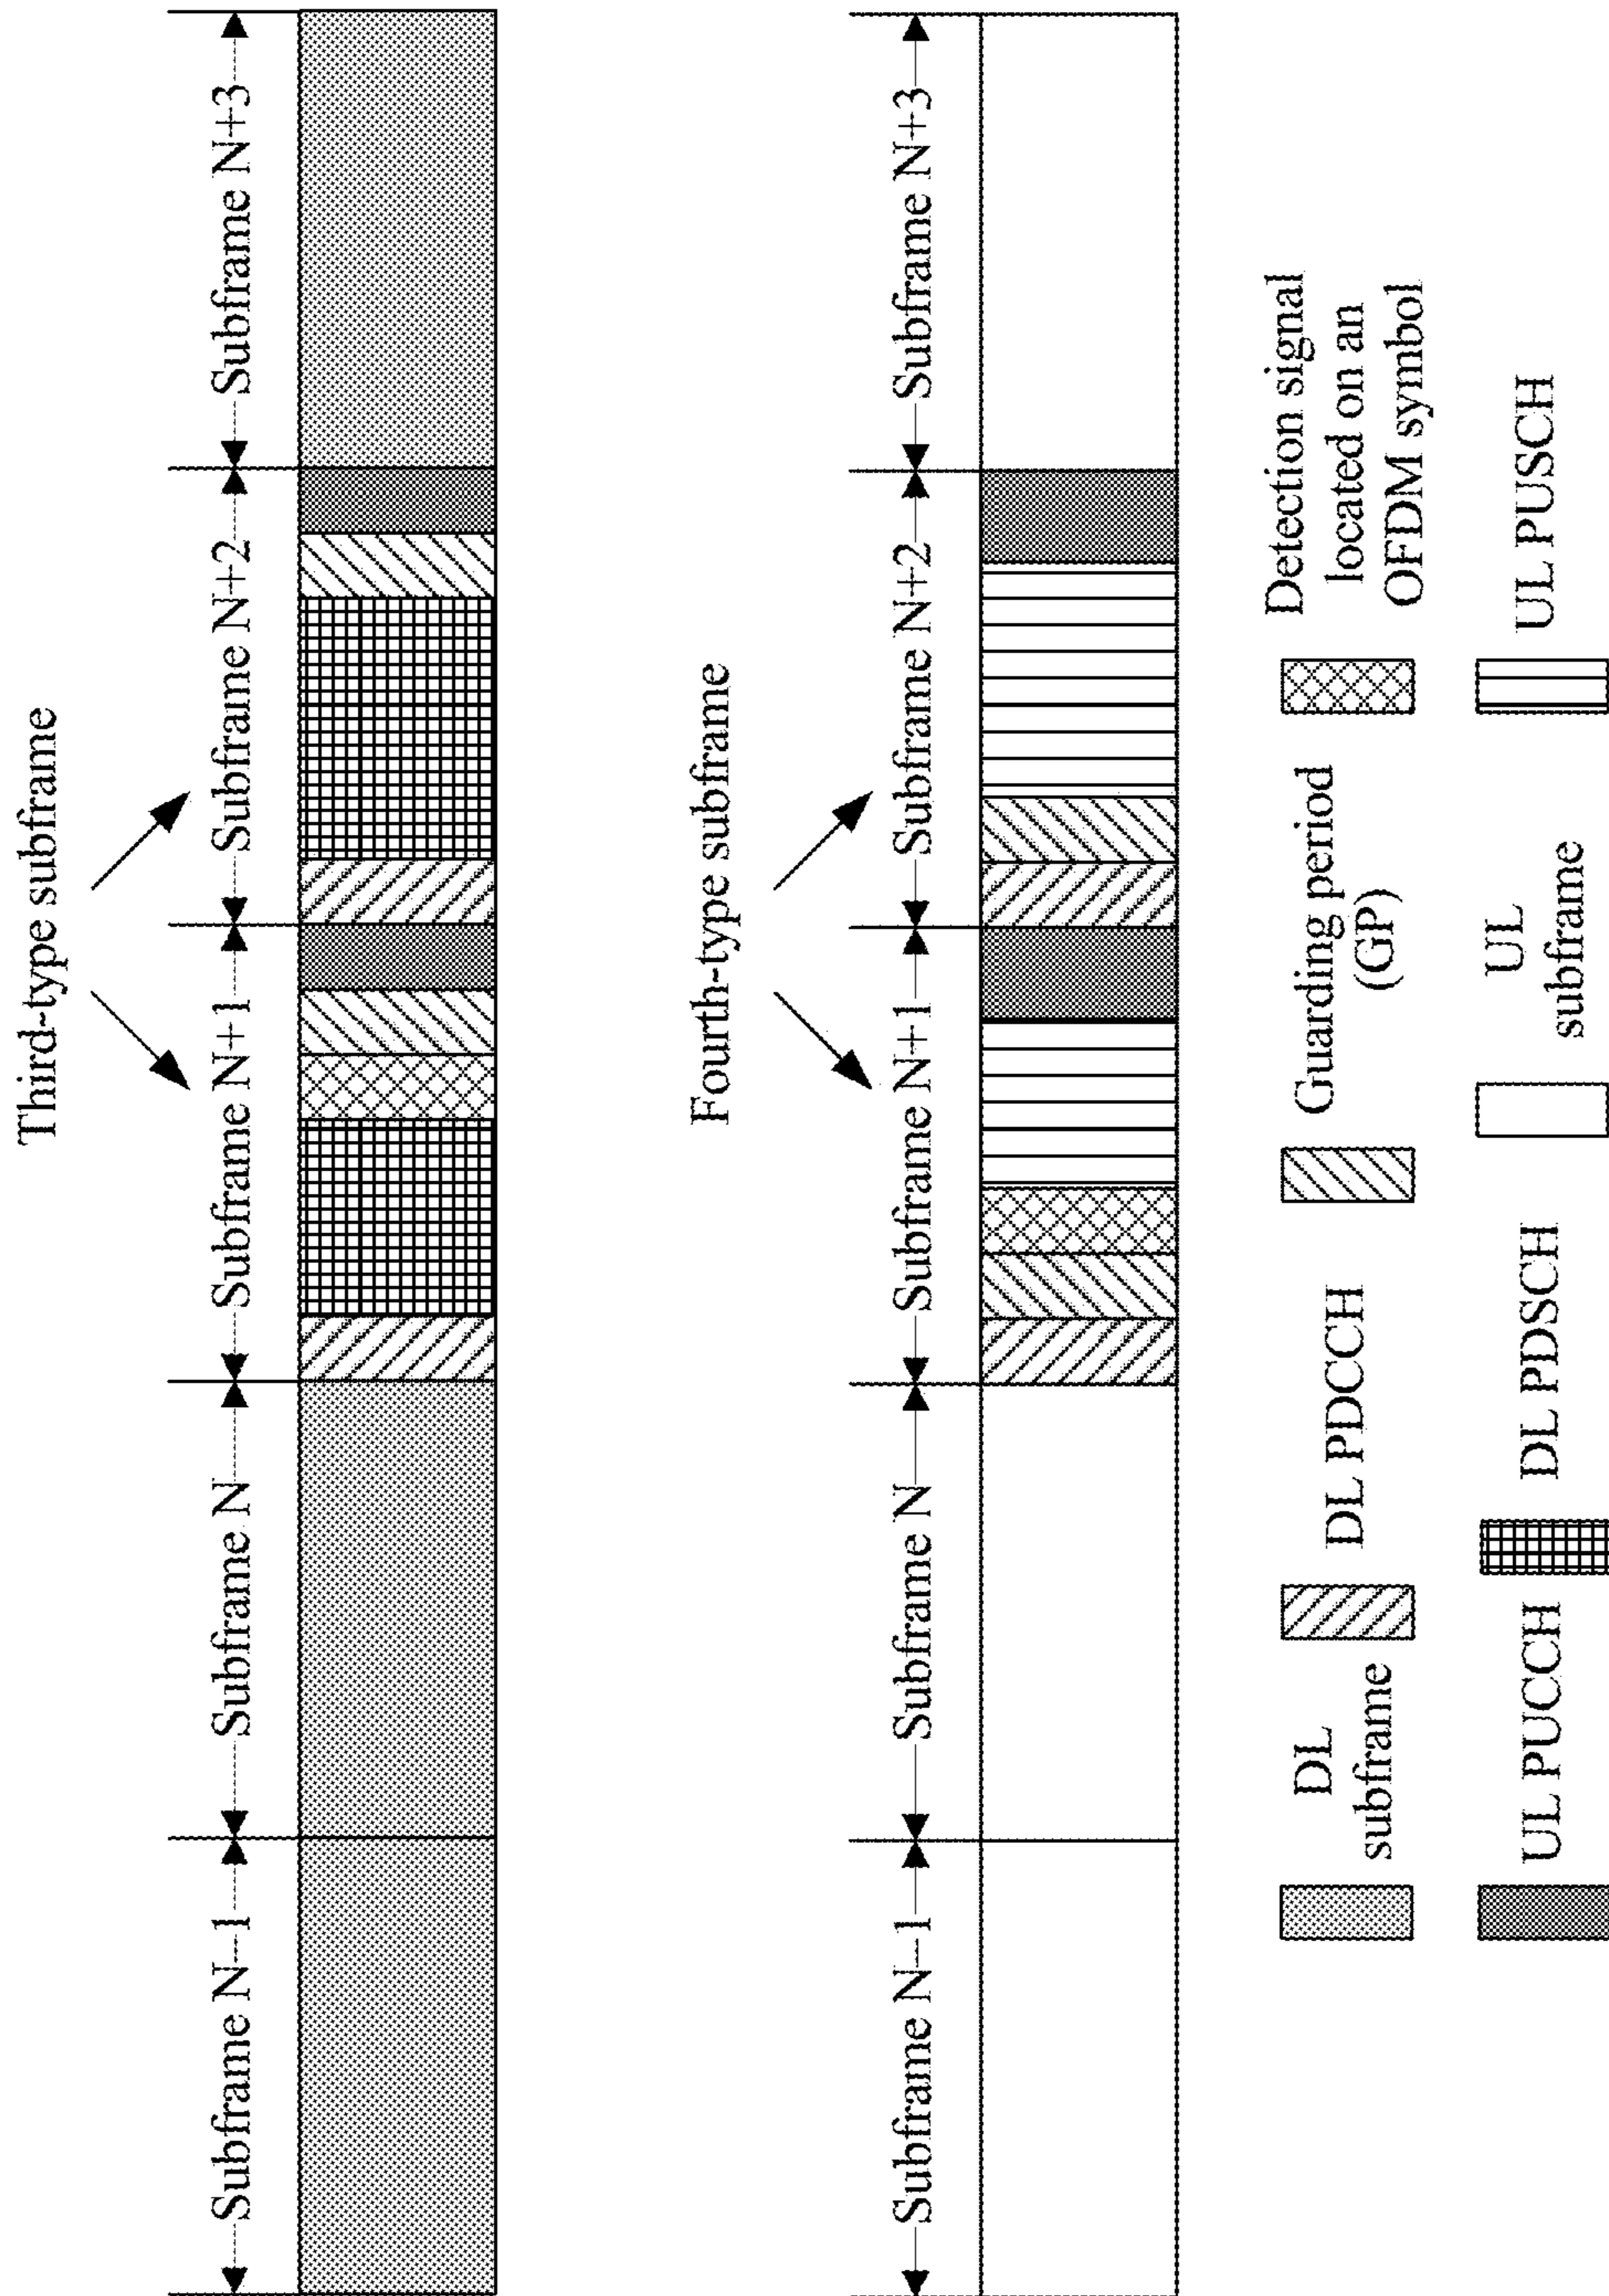 Third-type subframe
Subframe N−1
Subframe N
Subframe N+1
Subframe N+2
Subframe N+3
Fourth-type subframe
Subframe N−1
Subframe N
Subframe N+1
Subframe N+2
Subframe N+3
DL
subframe
DL PDCCH
Guarding period
(GP)
Detection signal
located on an
OFDM symbol
UL PUCCH
DL PDSCH
UL
subframe
UL PUSCH